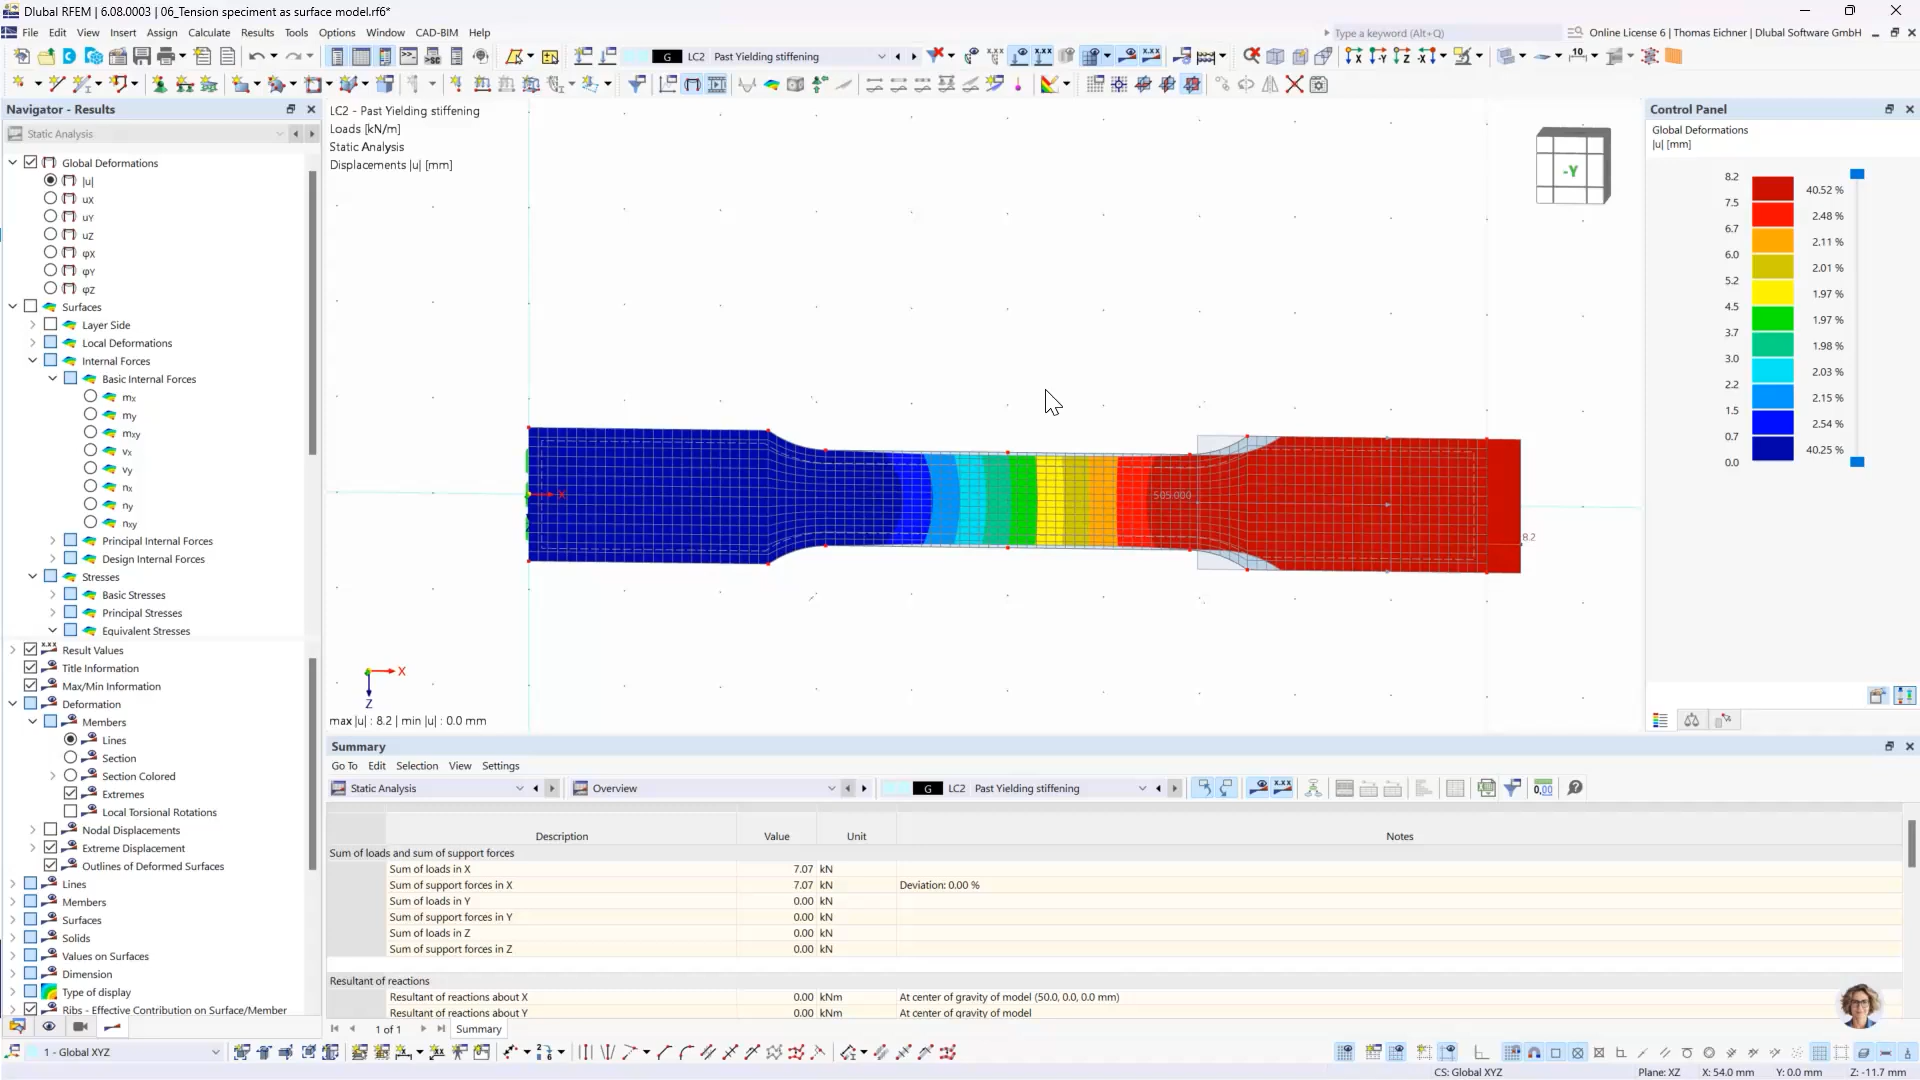 Dlubal RFEM | 6.08.0003 | 06_Tension speciment as surface model.rf6*
File Edit View Insert Assign Calculate Results Tools Options Window CAD-BIM Help
Type a keyword (Alt+Q)
Online License 6 | Thomas Eichner | Dlubal Software GmbH
G LC2 Past Yielding stiffening
Navigator - Results
Static Analysis
Global Deformations
|u|
uX
uY
uZ
φX
φY
φZ
Surfaces
Layer Side
Local Deformations
Internal Forces
Basic Internal Forces
mx
my
mxy
vx
vy
nx
ny
nxy
Principal Internal Forces
Design Internal Forces
Stresses
Basic Stresses
Principal Stresses
Equivalent Stresses
Result Values
Title Information
Max/Min Information
Deformation
Members
Lines
Section
Section Colored
Extremes
Local Torsional Rotations
Nodal Displacements
Extreme Displacement
Outlines of Deformed Surfaces
Lines
Members
Surfaces
Solids
Values on Surfaces
Dimension
Type of display
Ribs - Effective Contribution on Surface/Member
LC2 - Past Yielding stiffening
Loads [kN/m]
Static Analysis
Displacements |u| [mm]
-Y
X
505.000
8.2
X
Z
max |u| : 8.2 | min |u| : 0.0 mm
Control Panel
Global Deformations
|u| [mm]
8.2
40.52 %
7.5
2.48 %
6.7
2.11 %
6.0
2.01 %
5.2
1.97 %
4.5
1.97 %
3.7
1.98 %
3.0
2.03 %
2.2
2.15 %
1.5
2.54 %
0.7
40.25 %
0.0
Summary
Go To Edit Selection View Settings
Static Analysis
Overview
G LC2 Past Yielding stiffening
0,00
Description Value Unit Notes
Sum of loads and sum of support forces
Sum of loads in X 7.07 kN
Sum of support forces in X 7.07 kN Deviation: 0.00 %
Sum of loads in Y 0.00 kN
Sum of support forces in Y 0.00 kN
Sum of loads in Z 0.00 kN
Sum of support forces in Z 0.00 kN
Resultant of reactions
Resultant of reactions about X 0.00 kNm At center of gravity of model (50.0, 0.0, 0.0 mm)
Resultant of reactions about Y 0.00 kNm At center of gravity of model
1 of 1 Summary
1 - Global XYZ
CS: Global XYZ Plane: XZ X: 54.0 mm Y: 0.0 mm Z: -11.7 mm